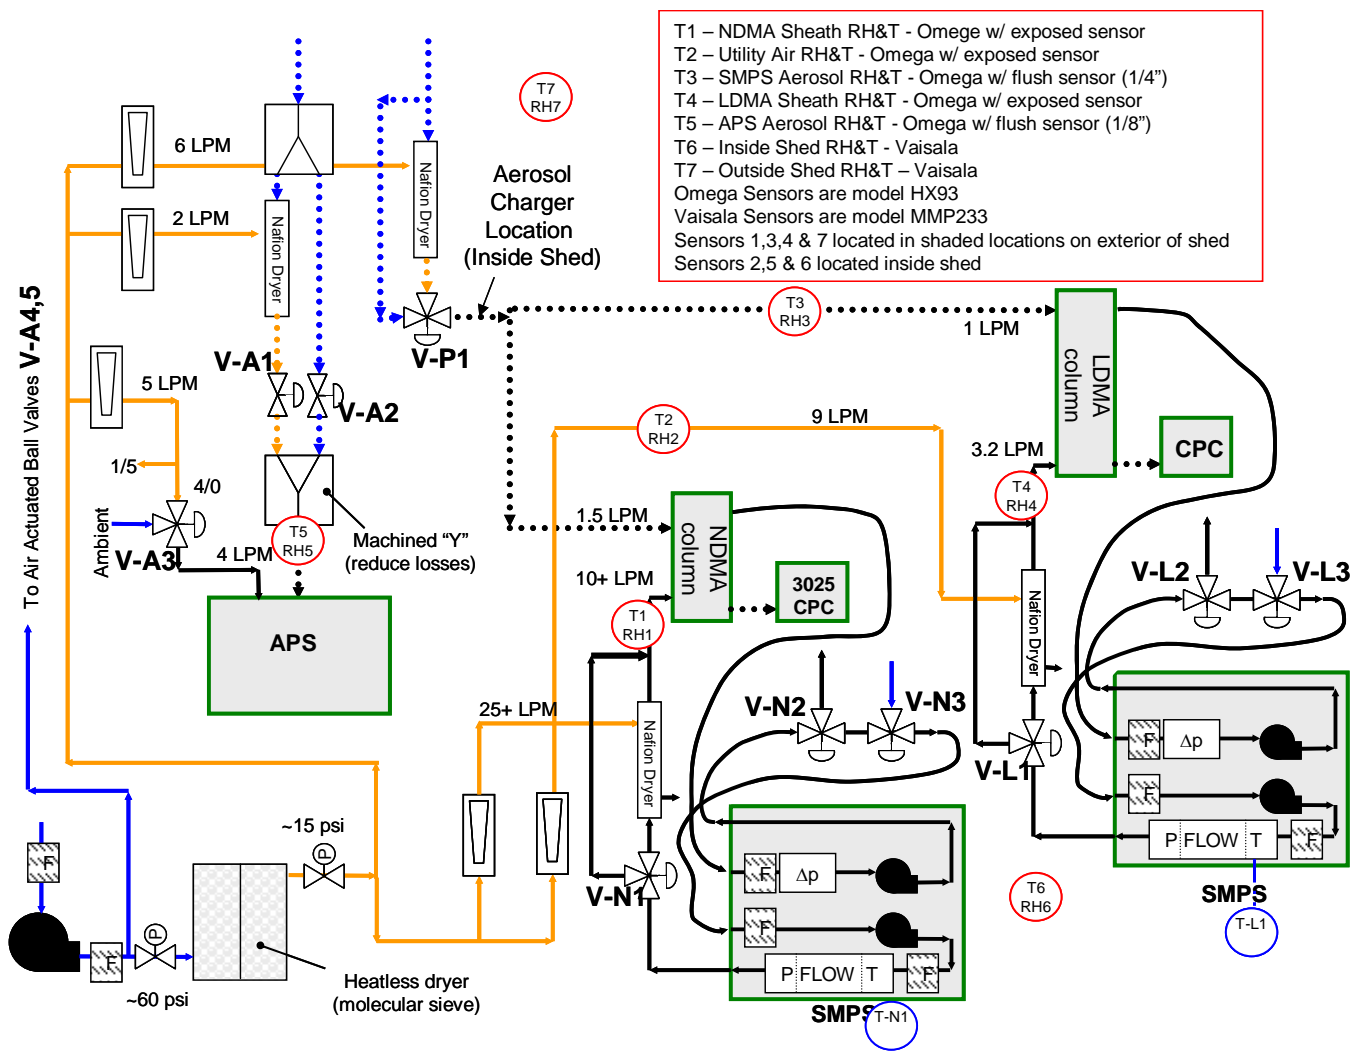 T1 – NDMA Sheath RH&T - Omege w/ exposed sensor
T2 – Utility Air RH&T - Omega w/ exposed sensor
T3 – SMPS Aerosol RH&T - Omega w/ flush sensor (1/4”)
T4 – LDMA Sheath RH&T - Omega w/ exposed sensor
T5 – APS Aerosol RH&T - Omega w/ flush sensor (1/8”)
T6 – Inside Shed RH&T - Vaisala
T7 – Outside Shed RH&T – Vaisala
Omega Sensors are model HX93
Vaisala Sensors are model MMP233
Sensors 1,3,4 & 7 located in shaded locations on exterior of shed
Sensors 2,5 & 6 located inside shed
T7
RH7
6 LPM
Nafion Dryer
Aerosol
Charger
Location
(Inside Shed)
2 LPM
Nafion Dryer
To Air Actuated Ball Valves V-A4,5
V-P1
T3
RH3
1 LPM
LDMA
column
V-A1
5 LPM
V-A2
T2
RH2
9 LPM
3.2 LPM
CPC
1/5
4/0
T4
RH4
Ambient
V-A3
4 LPM
T5
RH5
Machined “Y”
(reduce losses)
1.5 LPM
NDMA
column
10+ LPM
3025
CPC
T1
RH1
APS
V-L2
V-L3
Nafion Dryer
V-N2
V-N3
25+ LPM
Nafion Dryer
V-L1
F
Δp
F
P FLOW T
F
SMPS
T-L1
~15 psi
P
F
P
F
~60 psi
Heatless dryer
(molecular sieve)
V-N1
F
Δp
F
P FLOW T
F
SMPS
T-N1
T6
RH6